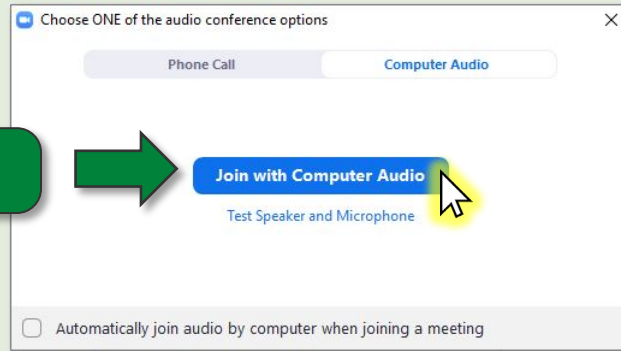 Choose ONE of the audio conference options
Phone Call
Computer Audio
Join with Computer Audio
Test Speaker and Microphone
Automatically join audio by computer when joining a meeting